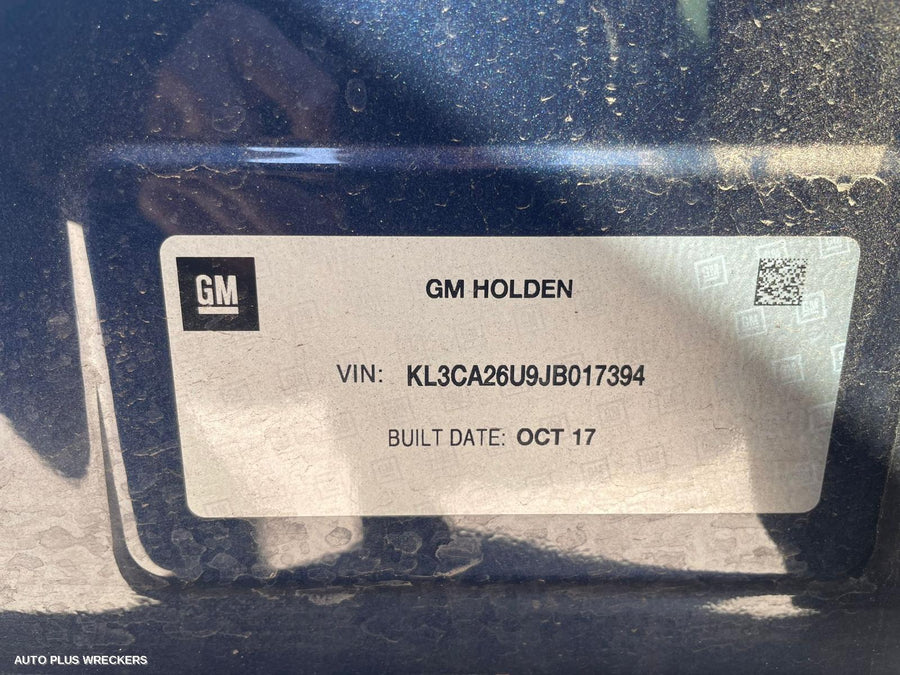 GM
GM HOLDEN
VIN: KL3CA26U9JB017394
BUILT DATE: OCT 17
AUTO PLUS WRECKERS